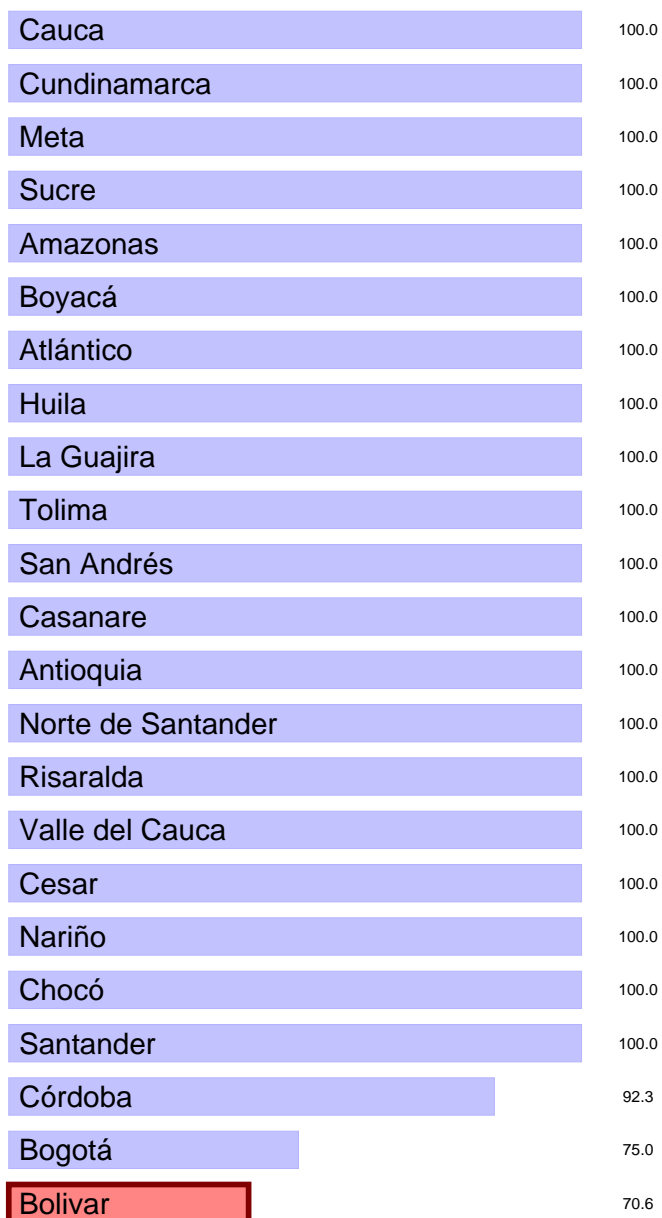 Cauca 100.0
Cundinamarca 100.0
Meta 100.0
Sucre 100.0
Amazonas 100.0
Boyacá 100.0
Atlántico 100.0
Huila 100.0
La Guajira 100.0
Tolima 100.0
San Andrés 100.0
Casanare 100.0
Antioquia 100.0
Norte de Santander 100.0
Risaralda 100.0
Valle del Cauca 100.0
Cesar 100.0
Nariño 100.0
Chocó 100.0
Santander 100.0
Córdoba 92.3
Bogotá 75.0
Bolivar 70.6